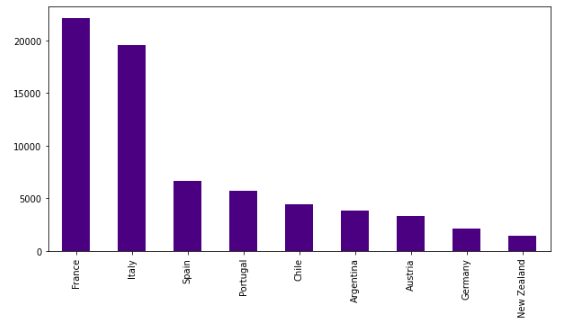 20000
15000
10000
5000
0
France
Italy
Spain
Portugal
Chile
Argentina
Austria
Germany
New Zealand